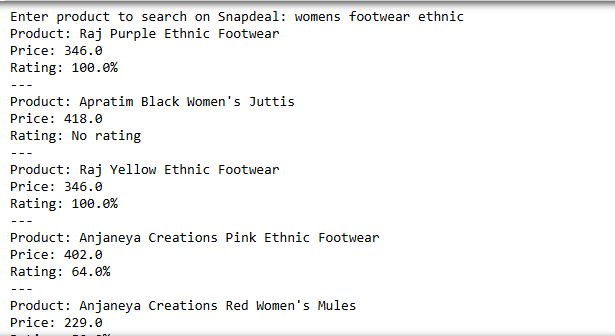 Enter product to search on Snapdeal: womens footwear ethnic
Product: Raj Purple Ethnic Footwear
Price: 346.0
Rating: 100.0%
---
Product: Apratim Black Women's Juttis
Price: 418.0
Rating: No rating
---
Product: Raj Yellow Ethnic Footwear
Price: 346.0
Rating: 100.0%
---
Product: Anjaneya Creations Pink Ethnic Footwear
Price: 402.0
Rating: 64.0%
---
Product: Anjaneya Creations Red Women's Mules
Price: 229.0